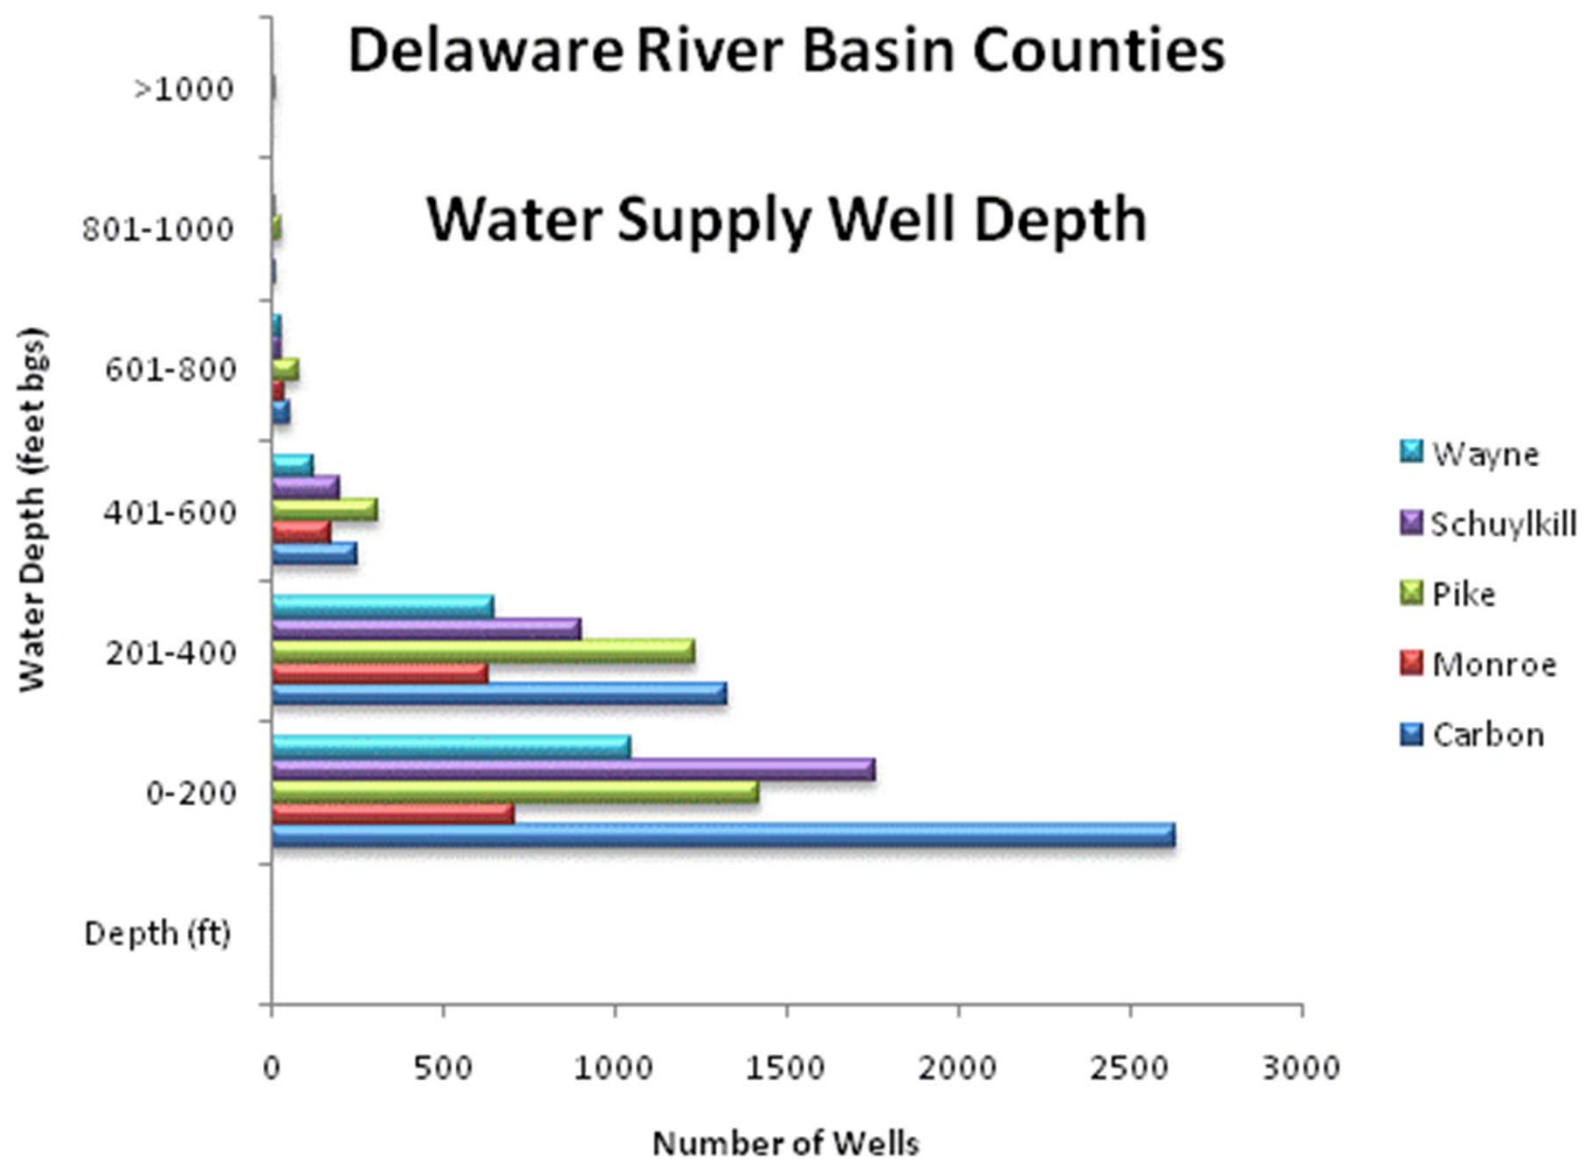 Delaware River Basin Counties
Water Supply Well Depth
Water Depth (feet bgs)
>1000
801-1000
601-800
401-600
201-400
0-200
Depth (ft)
0 500 1000 1500 2000 2500 3000
Number of Wells
Wayne
Schuylkill
Pike
Monroe
Carbon